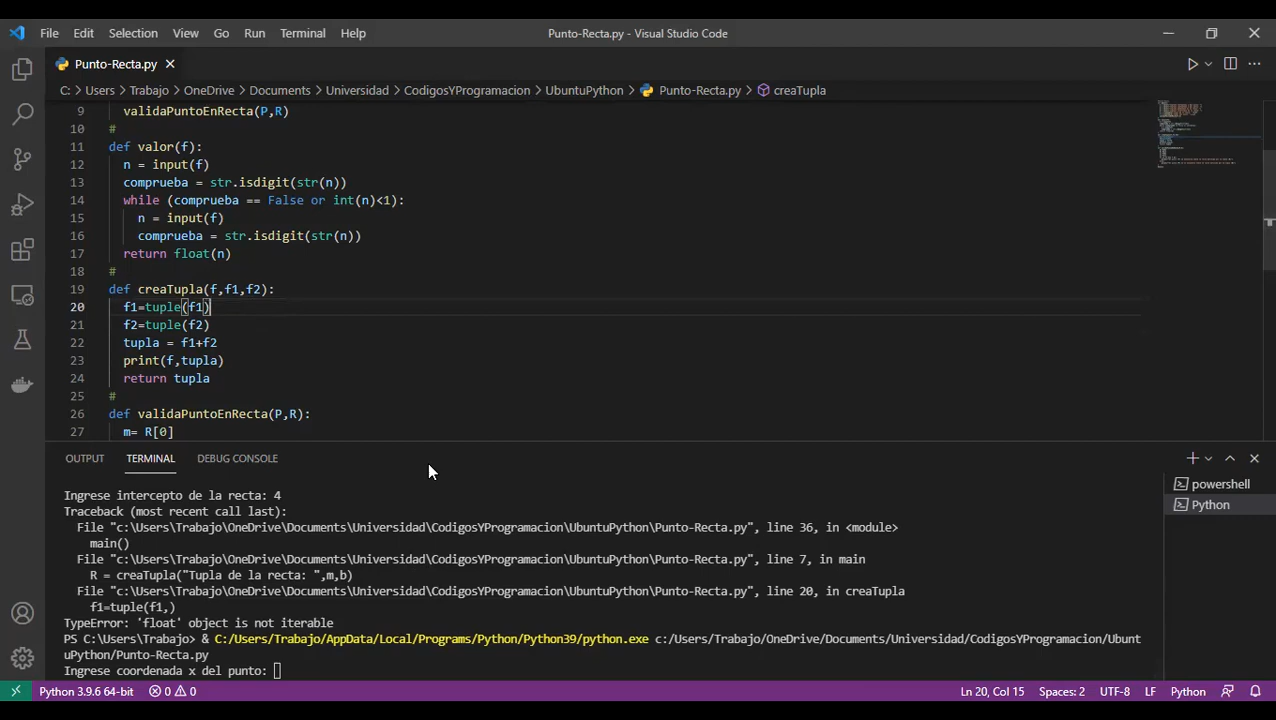 File Edit Selection View Go Run Terminal Help Punto-Recta.py - Visual Studio Code
Punto-Recta.py
C: > Users > Trabajo > OneDrive > Documents > Universidad > CodigosYProgramacion > UbuntuPython > Punto-Recta.py > creaTupla
9 validaPuntoEnRecta(P,R)
10 #
11 def valor(f):
12 n = input(f)
13 comprueba = str.isdigit(str(n))
14 while (comprueba == False or int(n)<1):
15 n = input(f)
16 comprueba = str.isdigit(str(n))
17 return float(n)
18 #
19 def creaTupla(f,f1,f2):
20 f1=tuple(f1)
21 f2=tuple(f2)
22 tupla = f1+f2
23 print(f,tupla)
24 return tupla
25 #
26 def validaPuntoEnRecta(P,R):
27 m= R[0]
OUTPUT TERMINAL DEBUG CONSOLE
powershell
Python
Ingrese intercepto de la recta: 4
Traceback (most recent call last):
File "c:\Users\Trabajo\OneDrive\Documents\Universidad\CodigosYProgramacion\UbuntuPython\Punto-Recta.py", line 36, in <module>
main()
File "c:\Users\Trabajo\OneDrive\Documents\Universidad\CodigosYProgramacion\UbuntuPython\Punto-Recta.py", line 7, in main
R = creaTupla("Tupla de la recta: ",m,b)
File "c:\Users\Trabajo\OneDrive\Documents\Universidad\CodigosYProgramacion\UbuntuPython\Punto-Recta.py", line 20, in creaTupla
f1=tuple(f1,)
TypeError: 'float' object is not iterable
PS C:\Users\Trabajo> & C:/Users/Trabajo/AppData/Local/Programs/Python/Python39/python.exe c:/Users/Trabajo/OneDrive/Documents/Universidad/CodigosYProgramacion/Ubunt
uPython/Punto-Recta.py
Ingrese coordenada x del punto:
Python 3.9.6 64-bit 0 0 Ln 20, Col 15 Spaces: 2 UTF-8 LF Python